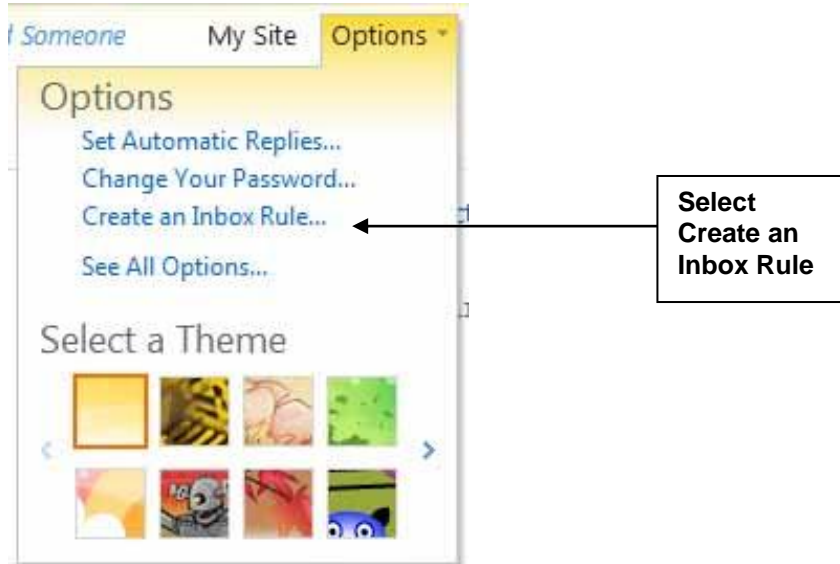 d Someone My Site Options
Options
Set Automatic Replies...
Change Your Password...
Create an Inbox Rule...
See All Options...
Select a Theme
Select
Create an
Inbox Rule